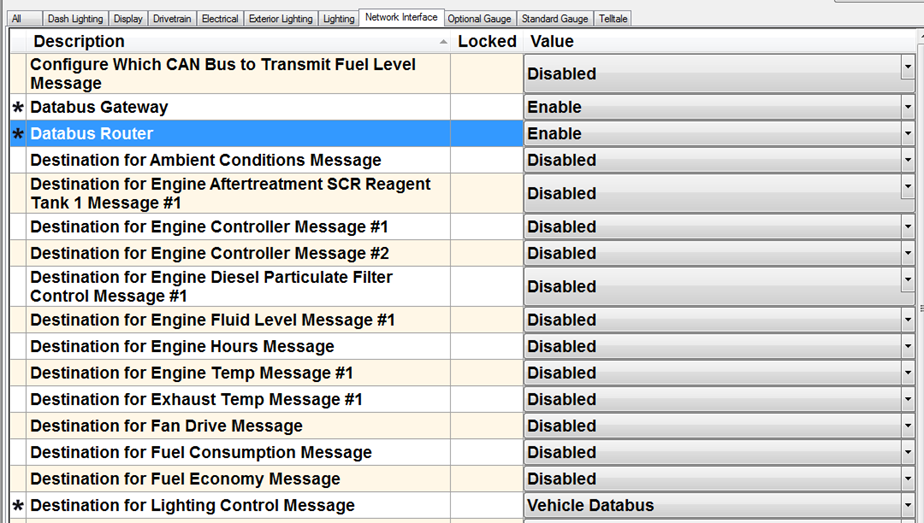 All Dash Lighting Display Drivetrain Electrical Exterior Lighting Lighting Network Interface Optional Gauge Standard Gauge Telltale
Description Locked Value
Configure Which CAN Bus to Transmit Fuel Level
Message Disabled
* Databus Gateway Enable
* Databus Router Enable
Destination for Ambient Conditions Message Disabled
Destination for Engine Aftertreatment SCR Reagent
Tank 1 Message #1 Disabled
Destination for Engine Controller Message #1 Disabled
Destination for Engine Controller Message #2 Disabled
Destination for Engine Diesel Particulate Filter
Control Message #1 Disabled
Destination for Engine Fluid Level Message #1 Disabled
Destination for Engine Hours Message Disabled
Destination for Engine Temp Message #1 Disabled
Destination for Exhaust Temp Message #1 Disabled
Destination for Fan Drive Message Disabled
Destination for Fuel Consumption Message Disabled
Destination for Fuel Economy Message Disabled
* Destination for Lighting Control Message Vehicle Databus